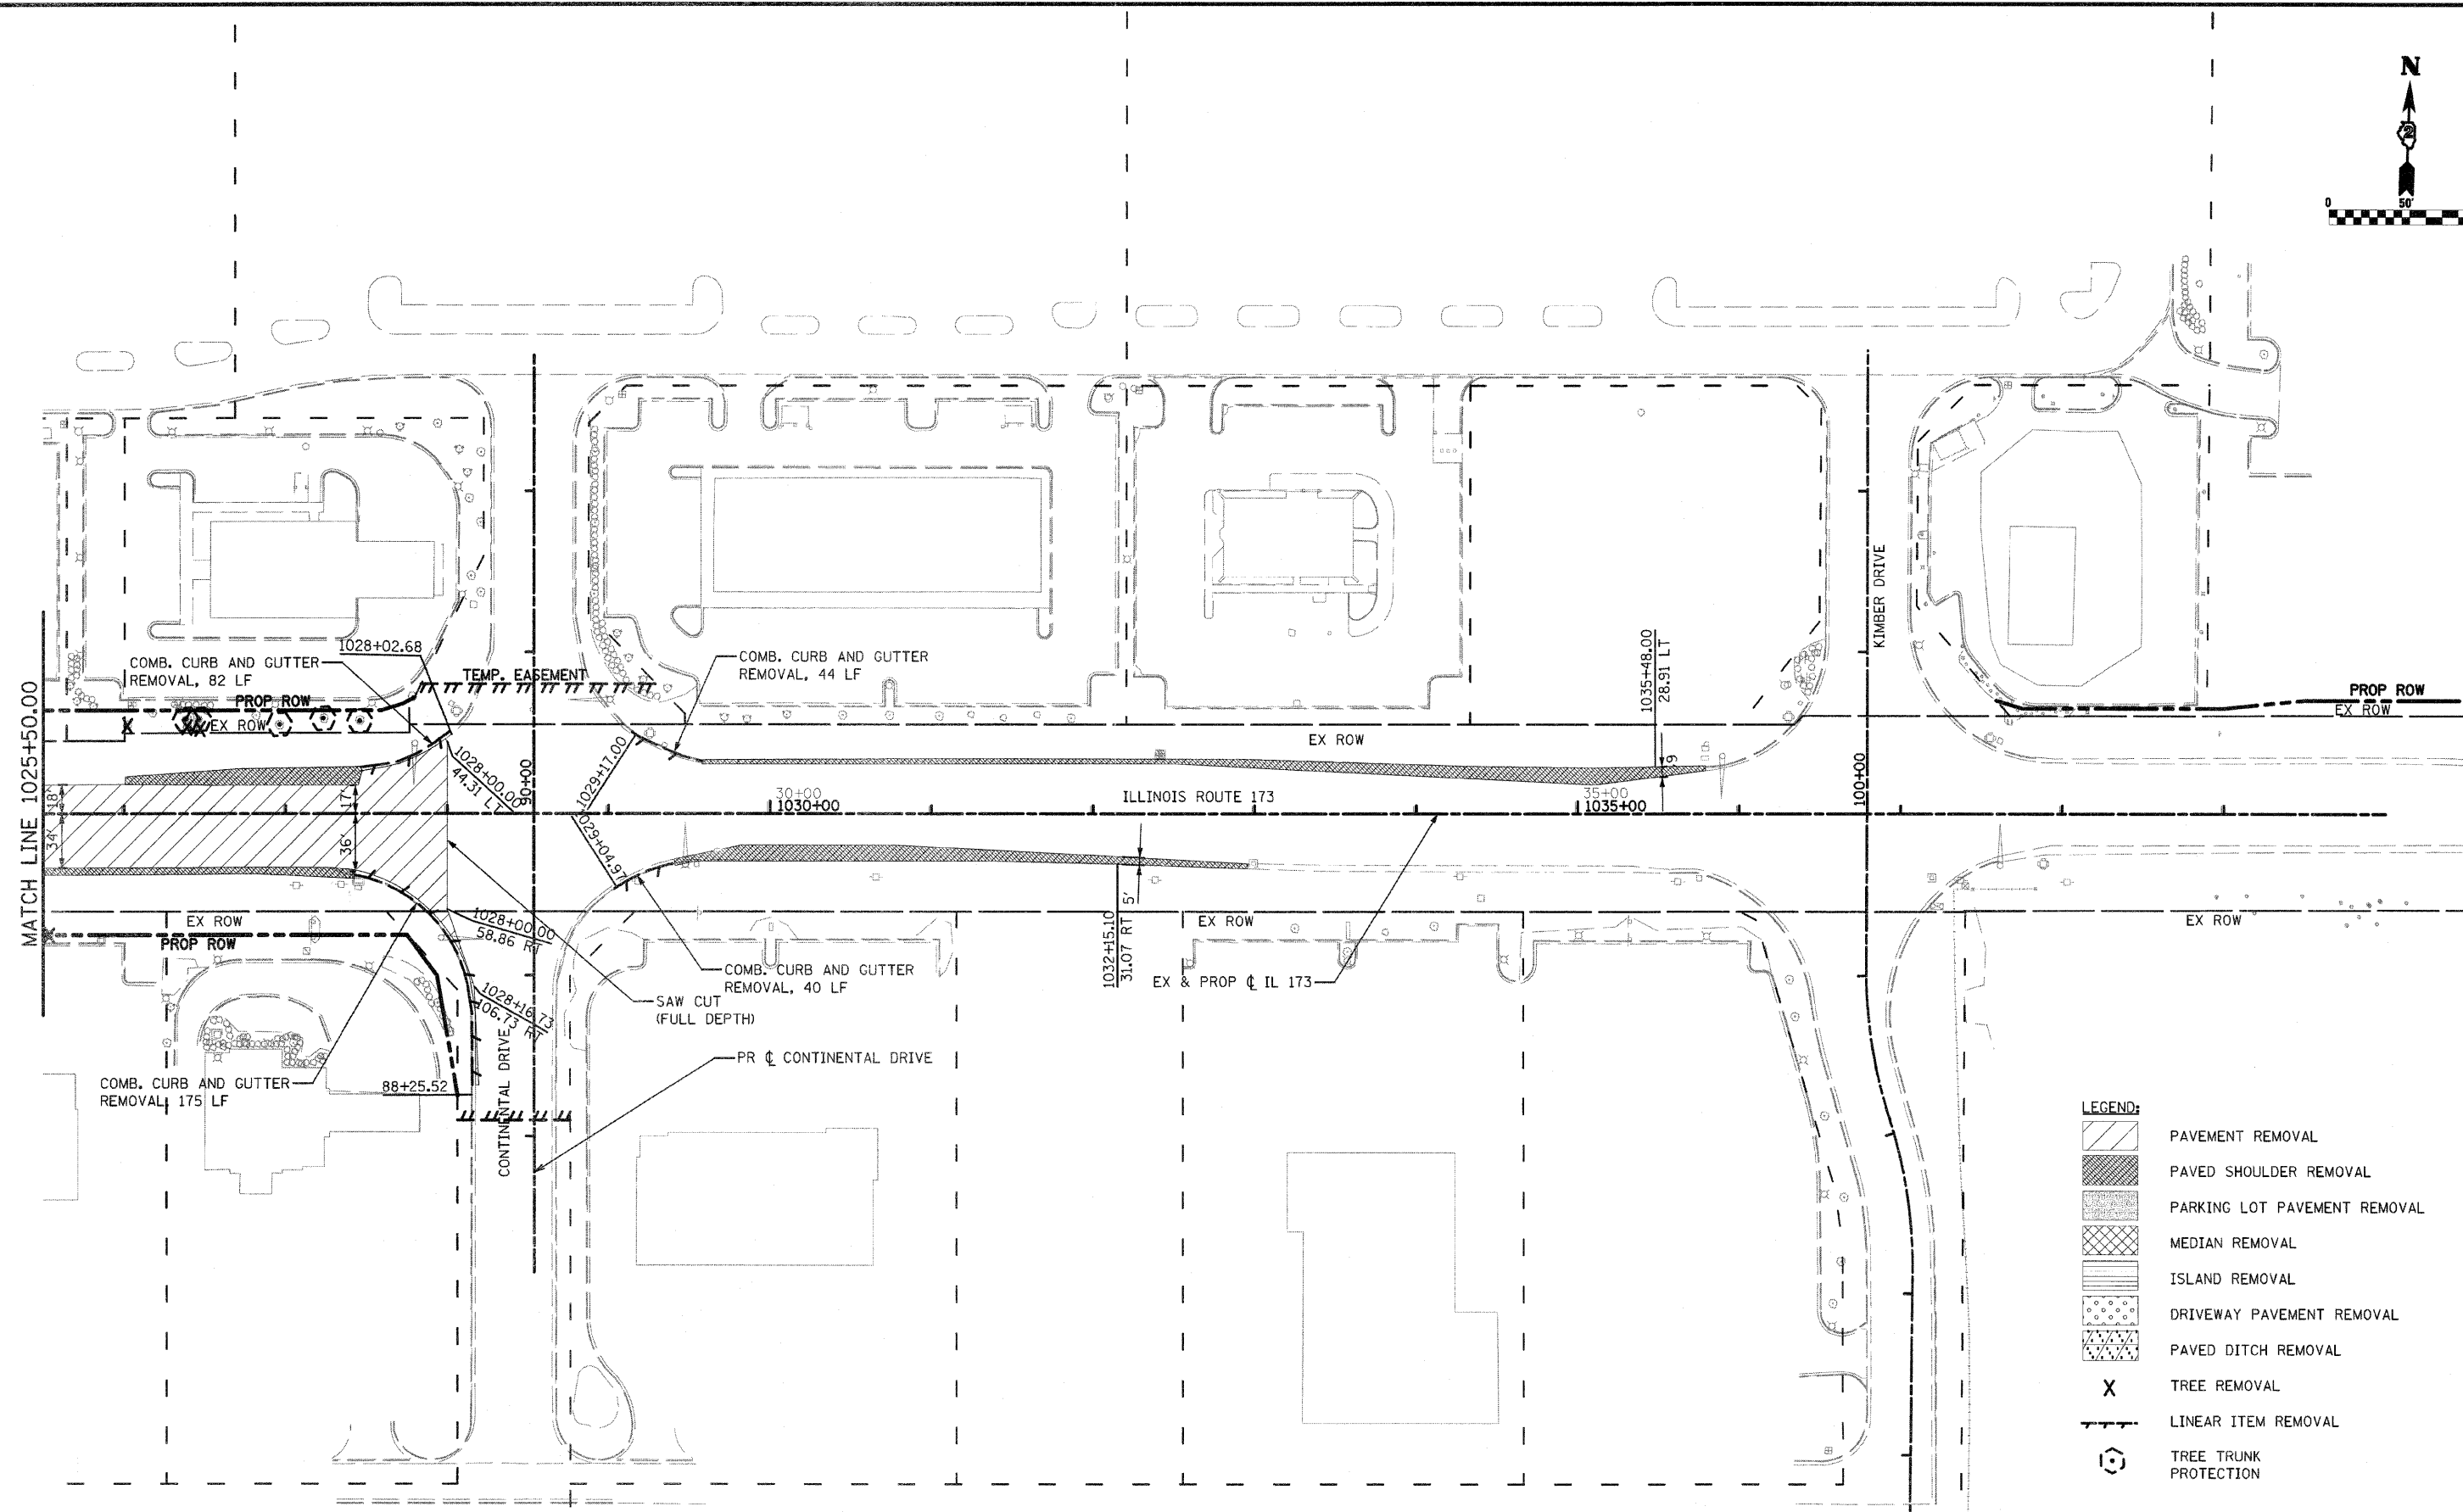 N
2
0
50'
KIMBER DRIVE
1028+02.68
COMB. CURB AND GUTTER
REMOVAL, 82 LF
TEMP. EASEMENT
COMB. CURB AND GUTTER
REMOVAL, 44 LF
1035+48.00
28.91 LT
9
PROP ROW
EX ROW
PROP ROW
EX ROW
EX ROW
MATCH LINE 1025+50.00
1028+00.00
44.31 LT
90+00
1029+17.00
100+00
18'
17'
30+00
1030+00
ILLINOIS ROUTE 173
35+00
1035+00
34'
36'
1029+04.97
5'
EX ROW
PROP ROW
1028+00.00
58.86 RT
EX ROW
EX ROW
1032+15.10
31.07 RT
COMB. CURB AND GUTTER
REMOVAL, 40 LF
EX & PROP ℄ IL 173
SAW CUT
(FULL DEPTH)
1028+16.73
106.73 RT
CONTINENTAL DRIVE
PR ℄ CONTINENTAL DRIVE
COMB. CURB AND GUTTER
REMOVAL, 175 LF
88+25.52
LEGEND:
PAVEMENT REMOVAL
PAVED SHOULDER REMOVAL
PARKING LOT PAVEMENT REMOVAL
MEDIAN REMOVAL
ISLAND REMOVAL
DRIVEWAY PAVEMENT REMOVAL
PAVED DITCH REMOVAL
X
TREE REMOVAL
LINEAR ITEM REMOVAL
TREE TRUNK
PROTECTION